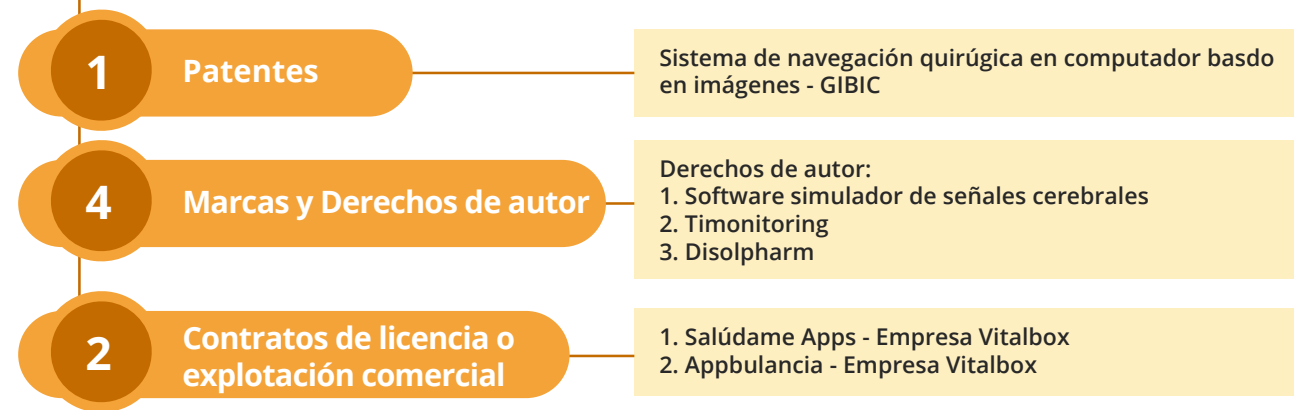 1
Patentes
Sistema de navegación quirúgica en computador basdo
en imágenes - GIBIC
4
Marcas y Derechos de autor
Derechos de autor:
1. Software simulador de señales cerebrales
2. Timonitoring
3. Disolpharm
2
Contratos de licencia o
explotación comercial
1. Salúdame Apps - Empresa Vitalbox
2. Appbulancia - Empresa Vitalbox